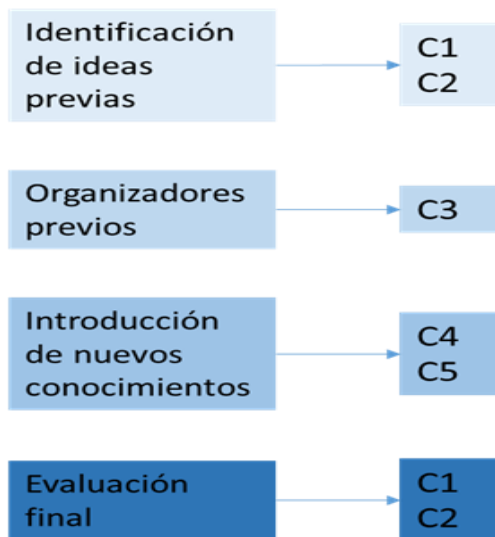 Identificación
de ideas
previas
C1
C2
Organizadores
previos
C3
Introducción
de nuevos
conocimientos
C4
C5
Evaluación
final
C1
C2